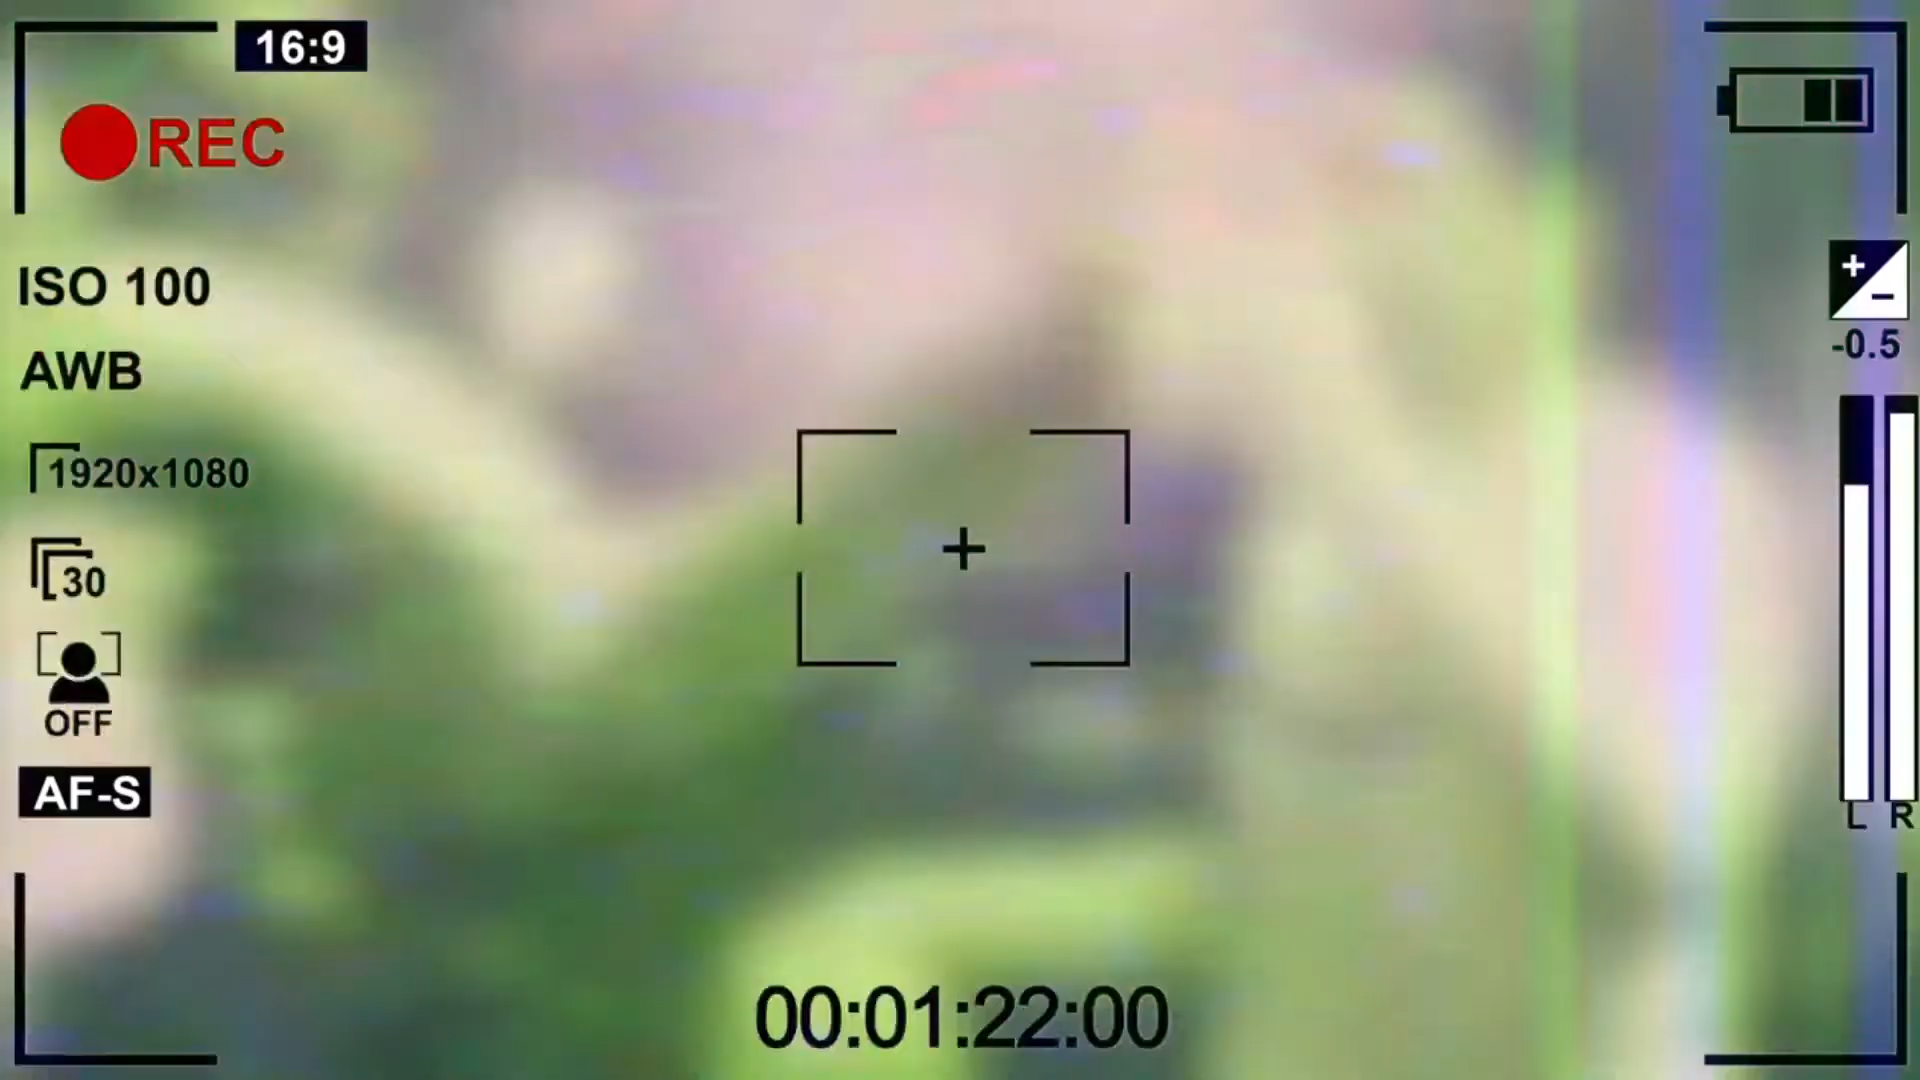 16:9
REC
ISO 100
AWB
1920x1080
30
OFF
AF-S
+
−
-0.5
L R
00:01:22:00